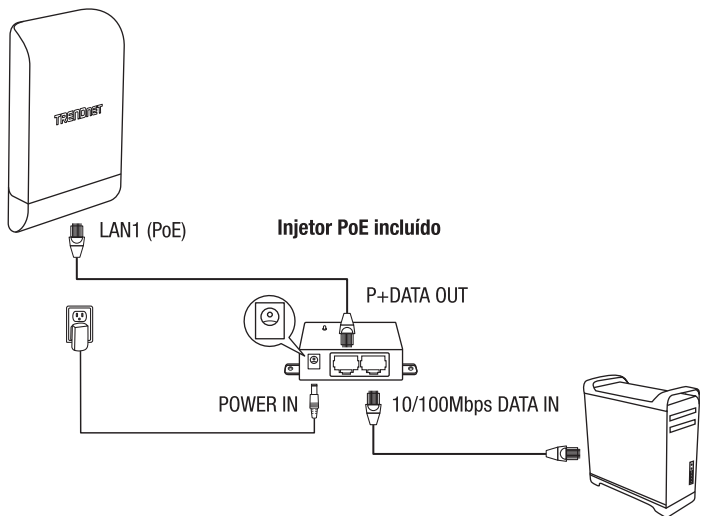 TRENDNET
LAN1 (PoE)
Injetor PoE incluído
P+DATA OUT
POWER IN
10/100Mbps DATA IN